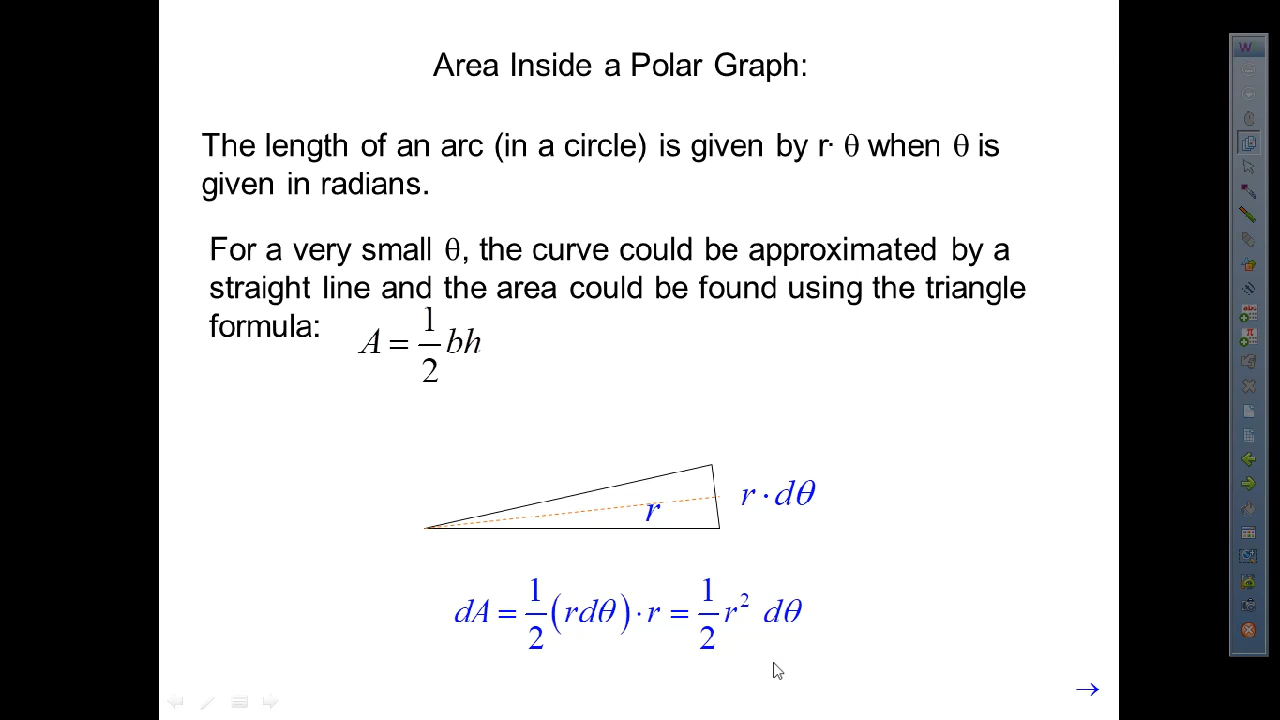 Area Inside a Polar Graph:
The length of an arc (in a circle) is given by r· θ when θ is
given in radians.
For a very small θ, the curve could be approximated by a
straight line and the area could be found using the triangle
formula: A = 1/2 bh
r
r · dθ
dA = 1/2 (rdθ) · r = 1/2 r² dθ
→